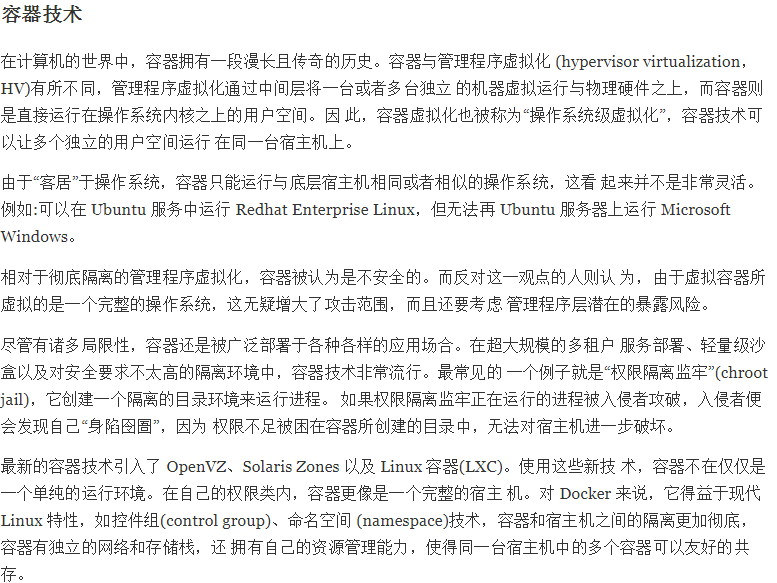 容器技术
在计算机的世界中，容器拥有一段漫长且传奇的历史。容器与管理程序虚拟化 (hypervisor virtualization，
HV)有所不同，管理程序虚拟化通过中间层将一台或者多台独立 的机器虚拟运行与物理硬件之上，而容器则
是直接运行在操作系统内核之上的用户空间。因 此，容器虚拟化也被称为“操作系统级虚拟化”，容器技术可
以让多个独立的用户空间运行 在同一台宿主机上。
由于“客居”于操作系统，容器只能运行与底层宿主机相同或者相似的操作系统，这看 起来并不是非常灵活。
例如:可以在 Ubuntu 服务中运行 Redhat Enterprise Linux，但无法再 Ubuntu 服务器上运行 Microsoft
Windows。
相对于彻底隔离的管理程序虚拟化，容器被认为是不安全的。而反对这一观点的人则认 为，由于虚拟容器所
虚拟的是一个完整的操作系统，这无疑增大了攻击范围，而且还要考虑 管理程序层潜在的暴露风险。
尽管有诸多局限性，容器还是被广泛部署于各种各样的应用场合。在超大规模的多租户 服务部署、轻量级沙
盒以及对安全要求不太高的隔离环境中，容器技术非常流行。最常见的 一个例子就是“权限隔离监牢”(chroot
jail)，它创建一个隔离的目录环境来运行进程。 如果权限隔离监牢正在运行的进程被入侵者攻破，入侵者便
会发现自己“身陷囹圄”，因为 权限不足被困在容器所创建的目录中，无法对宿主机进一步破坏。
最新的容器技术引入了 OpenVZ、Solaris Zones 以及 Linux 容器(LXC)。使用这些新技 术，容器不在仅仅是
一个单纯的运行环境。在自己的权限类内，容器更像是一个完整的宿主 机。对 Docker 来说，它得益于现代
Linux 特性，如控件组(control group)、命名空间 (namespace)技术，容器和宿主机之间的隔离更加彻底，
容器有独立的网络和存储栈，还 拥有自己的资源管理能力，使得同一台宿主机中的多个容器可以友好的共
存。